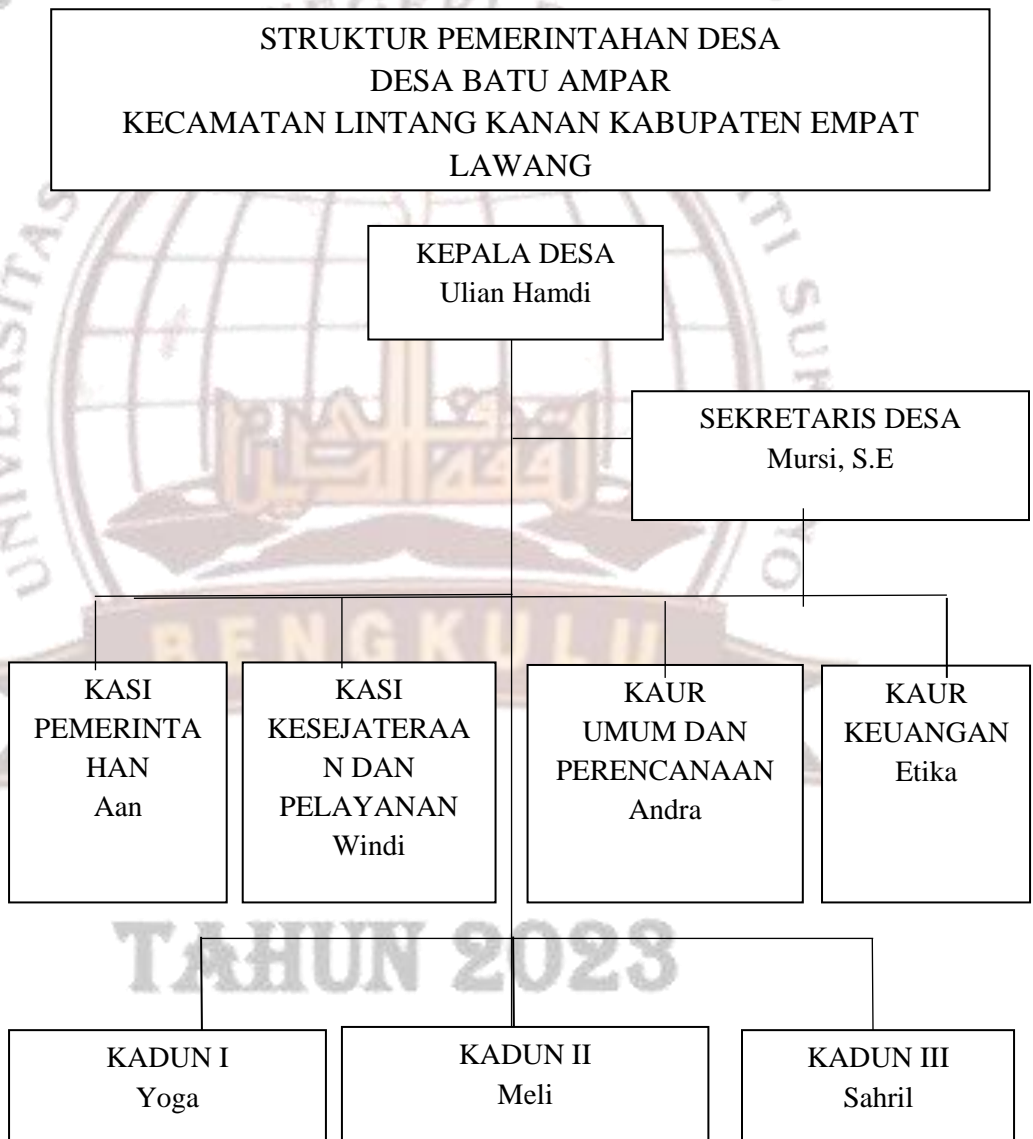 STRUKTUR PEMERINTAHAN DESA
DESA BATU AMPAR
KECAMATAN LINTANG KANAN KABUPATEN EMPAT
LAWANG
KEPALA DESA
Ulian Hamdi
SEKRETARIS DESA
Mursi, S.E
KASI
PEMERINTA
HAN
Aan
KASI
KESEJATERAA
N DAN
PELAYANAN
Windi
KAUR
UMUM DAN
PERENCANAAN
Andra
KAUR
KEUANGAN
Etika
KADUN I
Yoga
KADUN II
Meli
KADUN III
Sahril
UNIVERSITAS
BENGKULU
TAHUN 2023